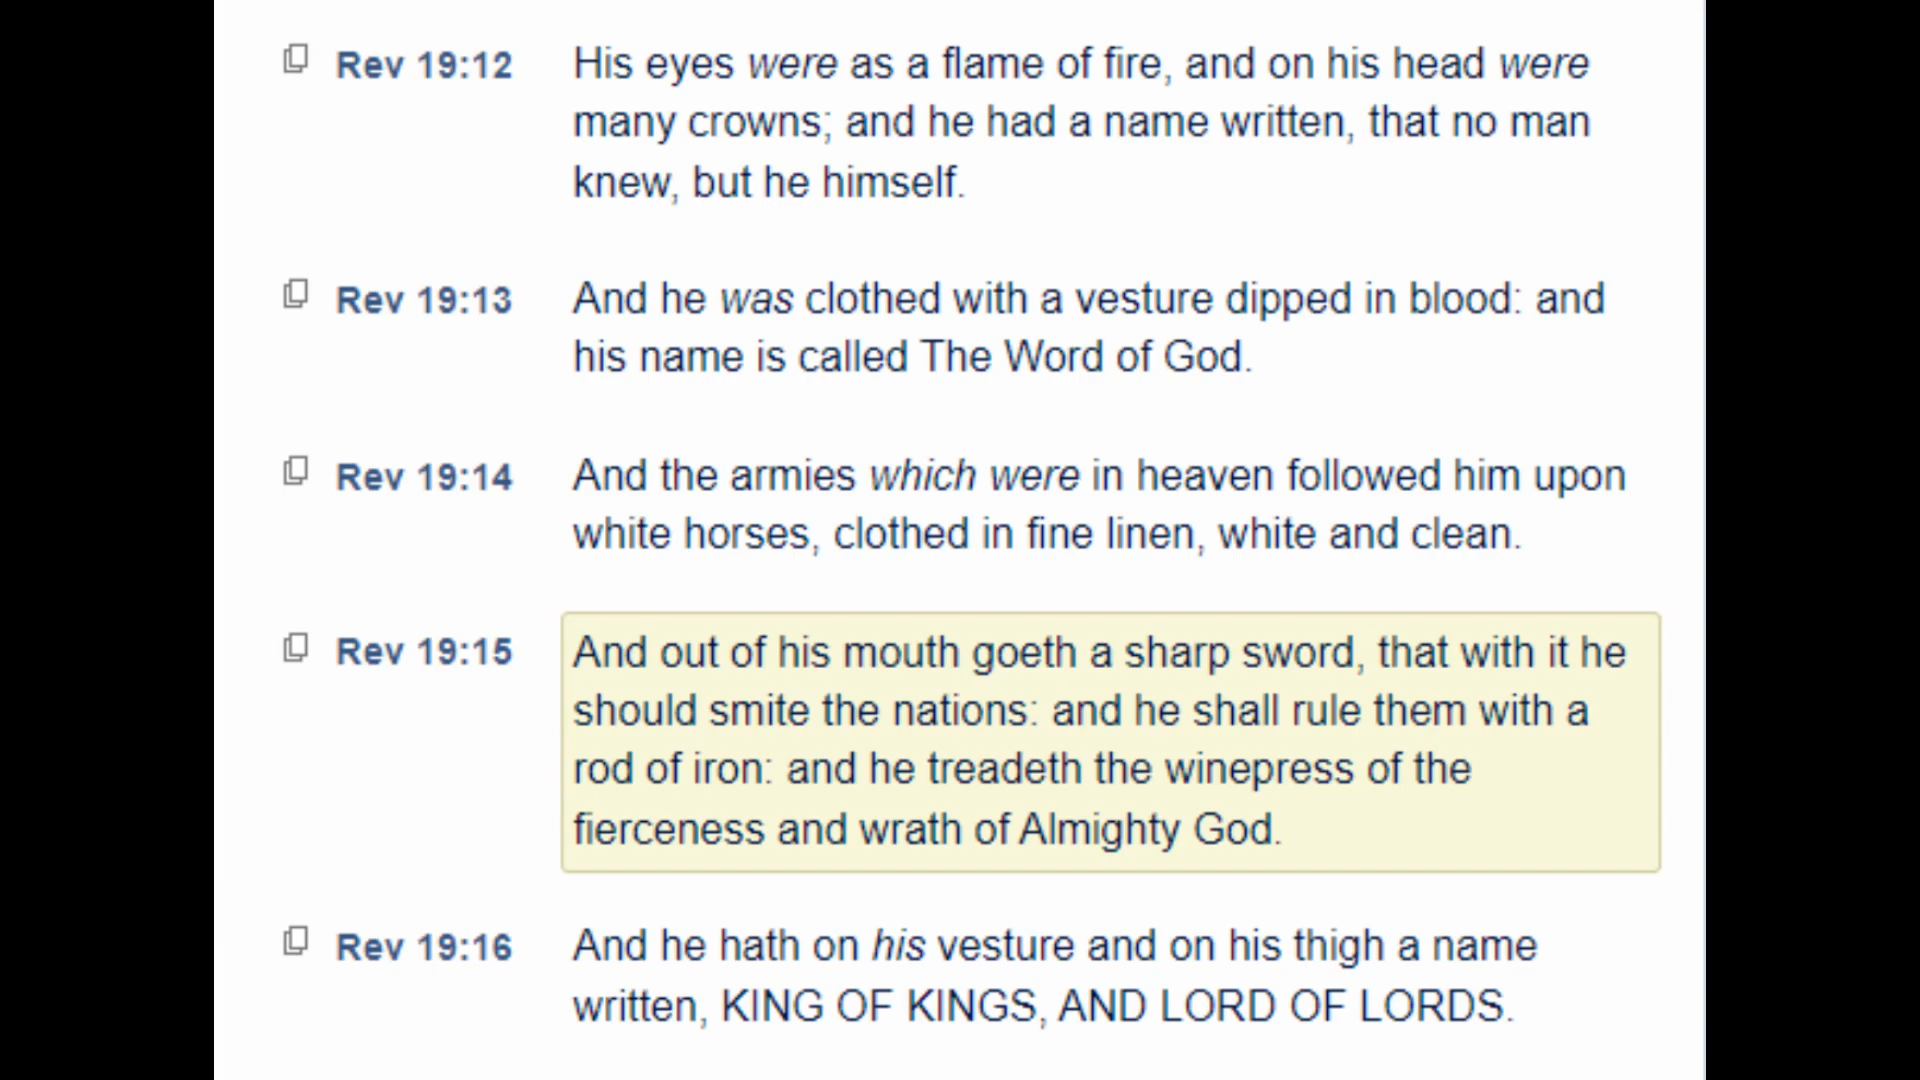 Rev 19:12 His eyes were as a flame of fire, and on his head were
many crowns; and he had a name written, that no man
knew, but he himself.
Rev 19:13 And he was clothed with a vesture dipped in blood: and
his name is called The Word of God.
Rev 19:14 And the armies which were in heaven followed him upon
white horses, clothed in fine linen, white and clean.
Rev 19:15 And out of his mouth goeth a sharp sword, that with it he
should smite the nations: and he shall rule them with a
rod of iron: and he treadeth the winepress of the
fierceness and wrath of Almighty God.
Rev 19:16 And he hath on his vesture and on his thigh a name
written, KING OF KINGS, AND LORD OF LORDS.